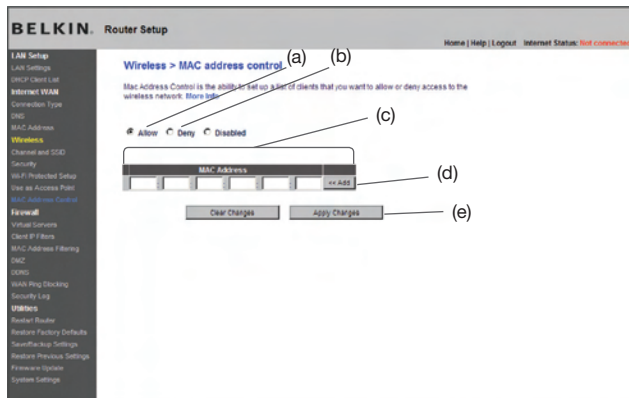 BELKIN. Router Setup
Home | Help | Logout Internet Status: Not connected
LAN Setup
LAN Settings
DHCP Client List
Internet WAN
Connection Type
DNS
MAC Address
Wireless
Channel and SSID
Security
Wi-Fi Protected Setup
Use as Access Point
MAC Address Control
Firewall
Virtual Servers
Client IP Filters
MAC Address Filtering
DMZ
DDNS
WAN Ping Blocking
Security Log
Utilities
Restart Router
Restore Factory Defaults
Save/Backup Settings
Restore Previous Settings
Firmware Update
System Settings
Wireless > MAC address control
(a)
(b)
Mac Address Control is the ability to set up a list of clients that you want to allow or deny access to the
wireless network. More Info
(c)
Allow Deny Disabled
MAC Address
: : : : : << Add
(d)
Clear Changes Apply Changes
(e)